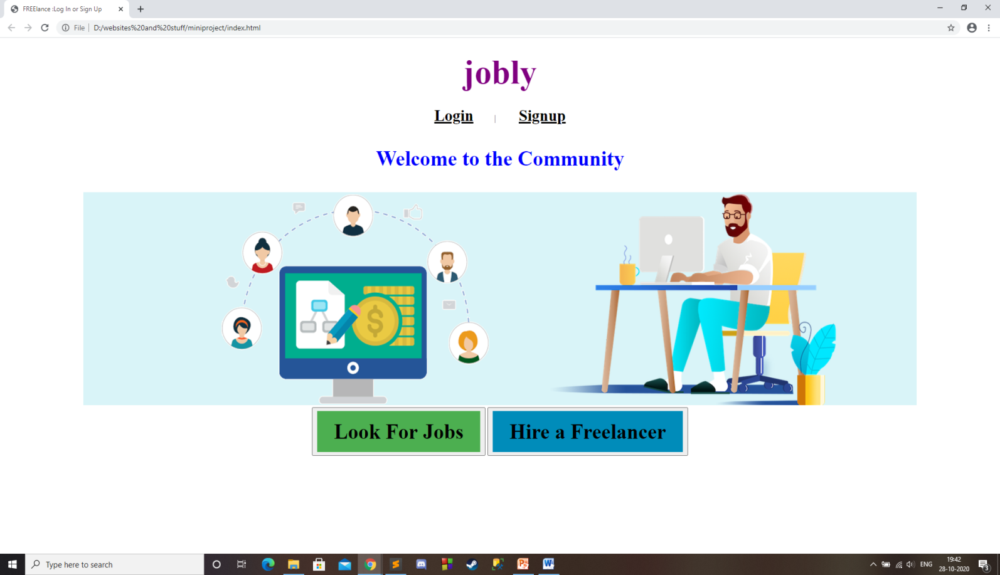 FREElance :Log In or Sign Up
File
D:/websites%20and%20stuff/miniproject/index.html
jobly
Login | Signup
Welcome to the Community
$
Look For Jobs
Hire a Freelancer
Type here to search
ENG
19:42
28-10-2020
3